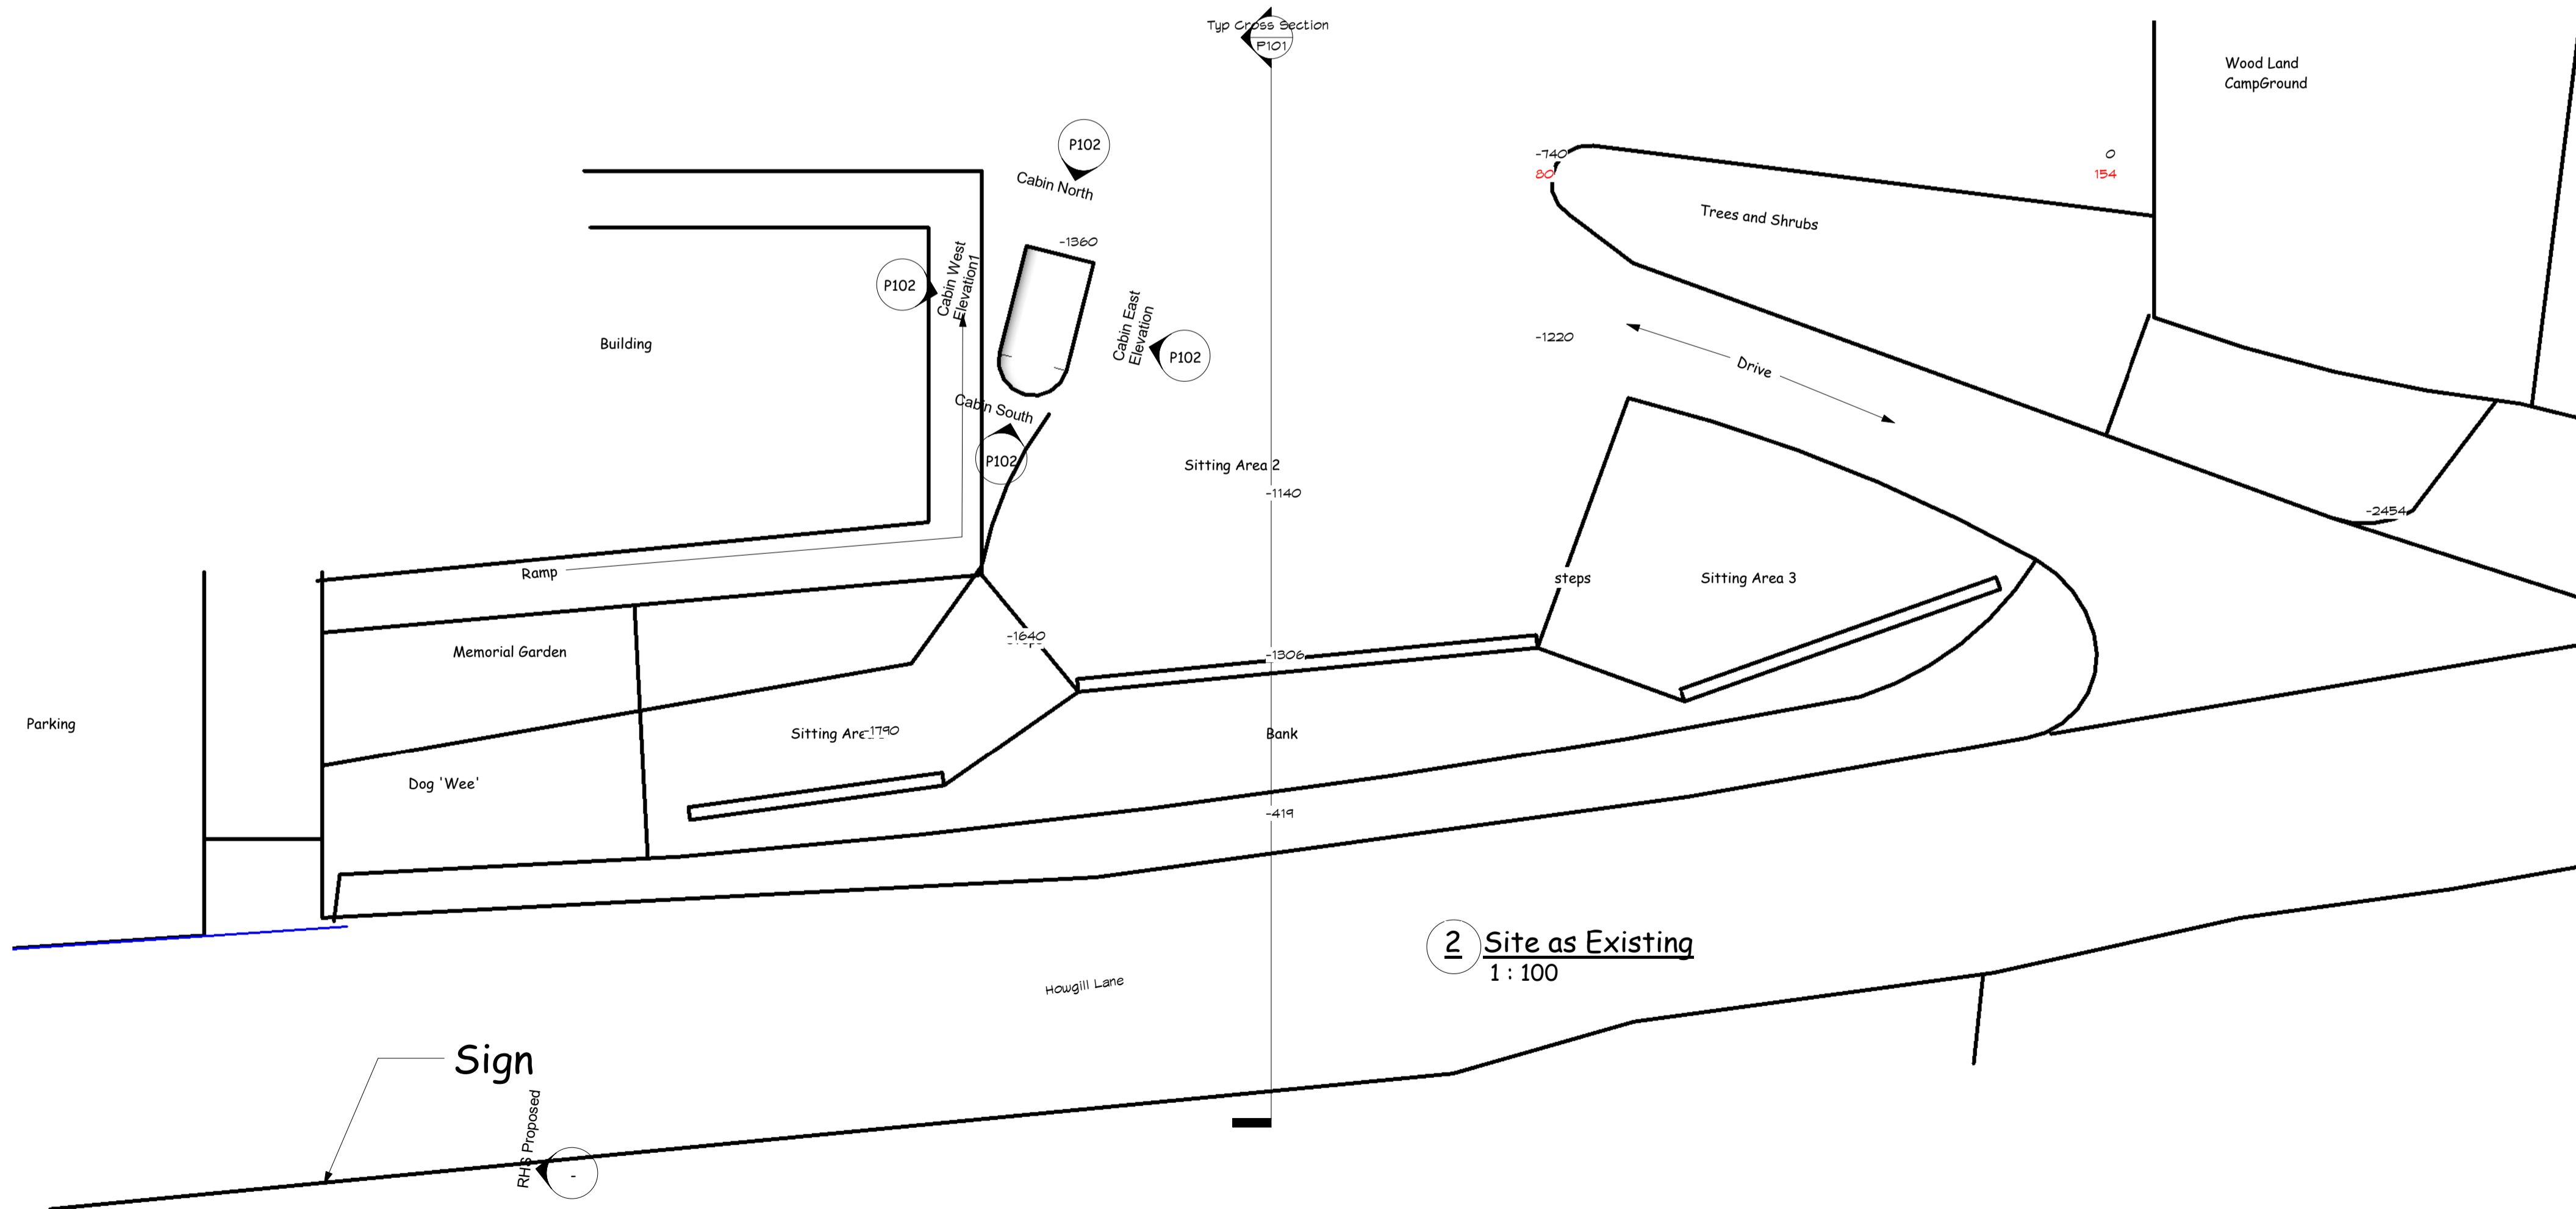 Typ Cross Section
P101
Wood Land
CampGround
P102
Cabin North
-740
80
0
154
Trees and Shrubs
-1360
Cabin West
Elevation1
P102
Building
Cabin East
Elevation
P102
-1220
Drive
Cabin South
P102
Sitting Area 2
-1140
-2454
Ramp
steps
Sitting Area 3
Memorial Garden
-1640
-1306
Parking
Sitting
-1790
Bank
Dog 'Wee'
-419
2 Site as Existing
1 : 100
Howgill Lane
Sign
RHS Proposed
-